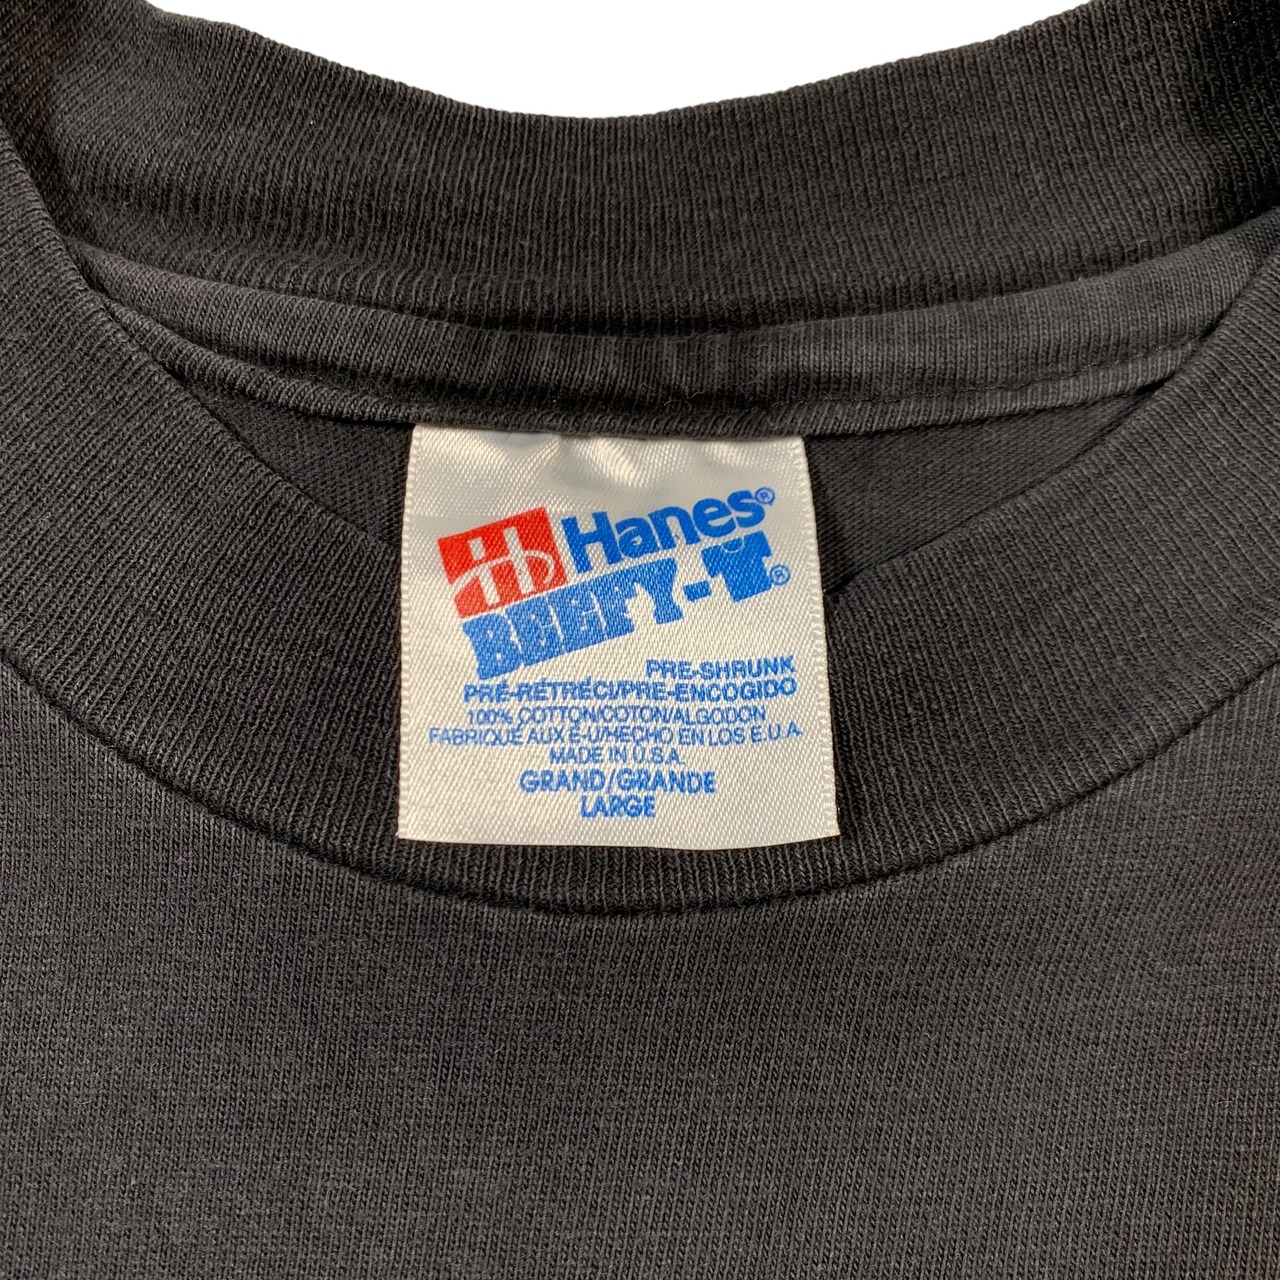 Hanes®
BEEFY-T®
PRE-SHRUNK
PRÉ-RÉTRÉCI/PRE-ENCOGIDO
100% COTTON/COTON/ALGODON
FABRIQUÉ AUX É-U/HECHO EN LOS E.U.A.
MADE IN U.S.A.
GRAND/GRANDE
LARGE